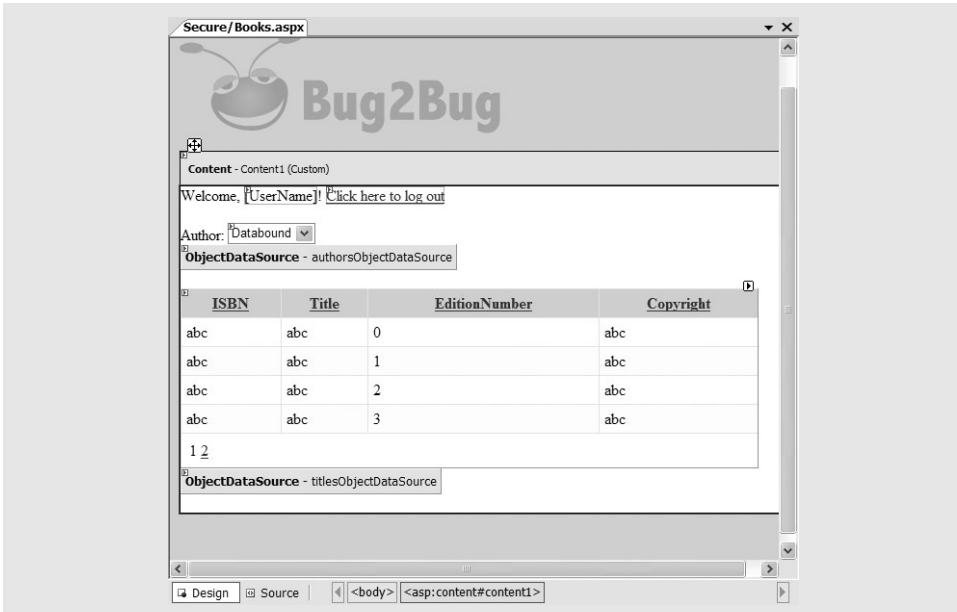 Secure/Books.aspx
Bug2Bug
Content - Content1 (Custom)
Welcome, [UserName]! Click here to log out
Author: Databound
ObjectDataSource - authorsObjectDataSource
ISBN Title EditionNumber Copyright
abc abc 0 abc
abc abc 1 abc
abc abc 2 abc
abc abc 3 abc
1 2
ObjectDataSource - titlesObjectDataSource
Design Source <body> <asp:content#content1>